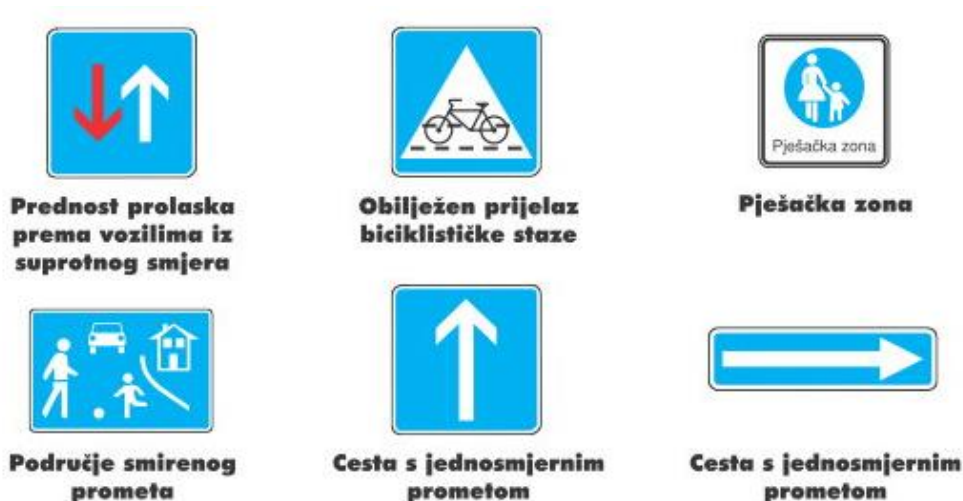 Pješačka zona
Prednost prolaska
prema vozilima iz
suprotnog smjera
Obilježen prijelaz
biciklističke staze
Pješačka zona
Područje smirenog
prometa
Cesta s jednosmjernim
prometom
Cesta s jednosmjernim
prometom